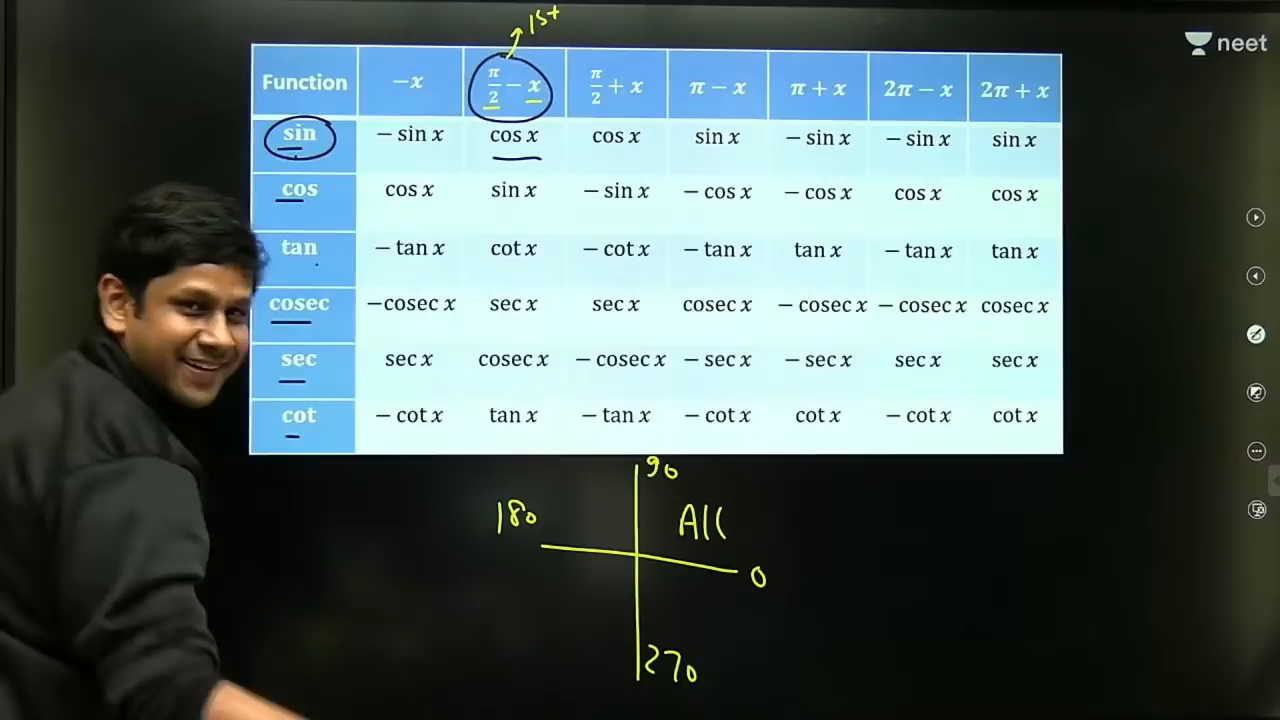 1st
neet
Function −x π/2 − x π/2 + x π − x π + x 2π − x 2π + x
sin − sin x cos x cos x sin x − sin x − sin x sin x
cos cos x sin x − sin x − cos x − cos x cos x cos x
tan − tan x cot x − cot x − tan x tan x − tan x tan x
cosec −cosec x sec x sec x cosec x − cosec x − cosec x cosec x
sec sec x cosec x − cosec x − sec x − sec x sec x sec x
cot − cot x tan x − tan x − cot x cot x − cot x cot x
90
180 All
0
270